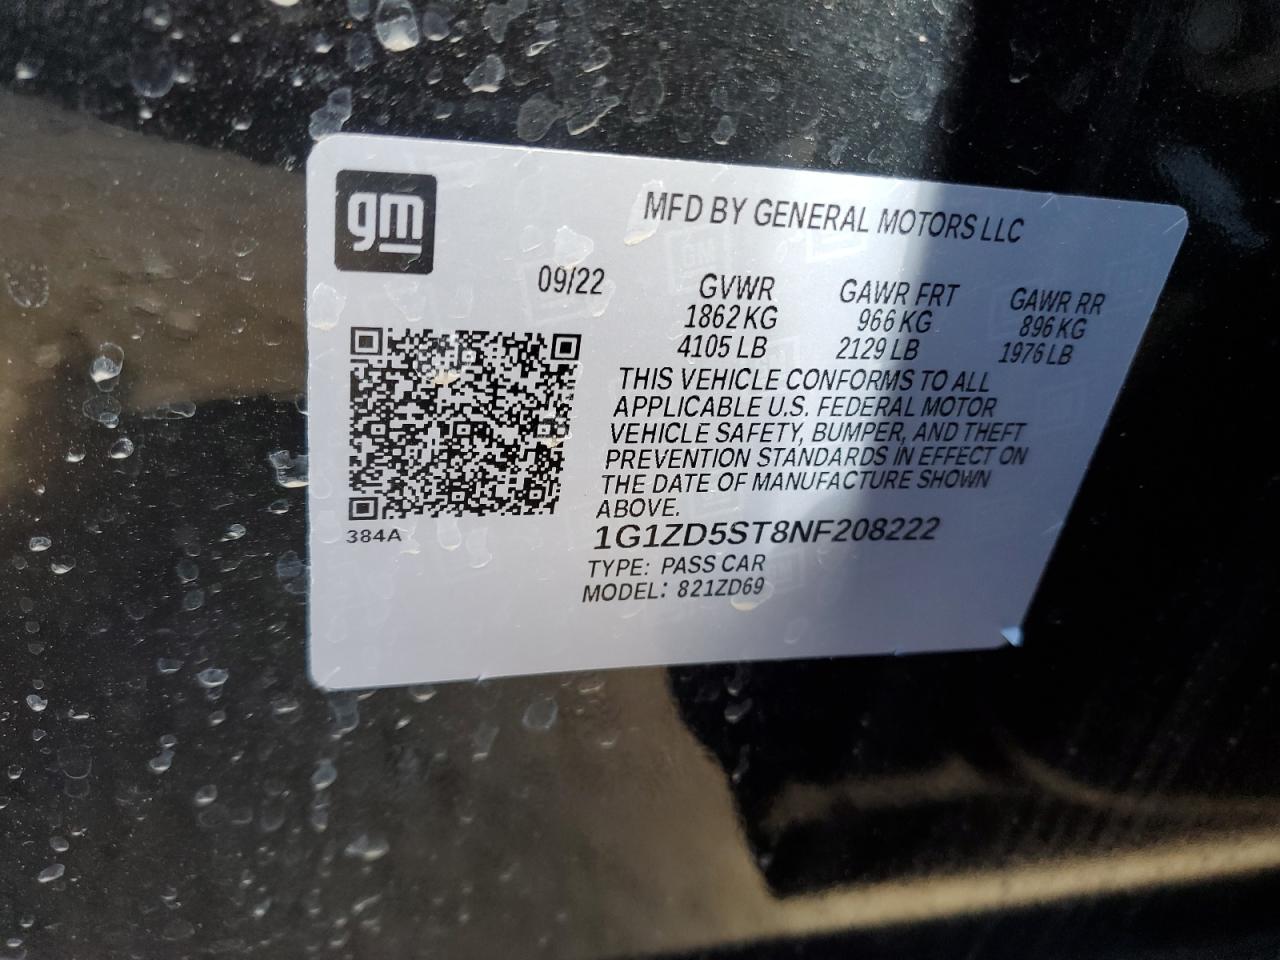 gm
MFD BY GENERAL MOTORS LLC
09/22 GVWR GAWR FRT GAWR RR
1862 KG 966 KG 896 KG
4105 LB 2129 LB 1976 LB
THIS VEHICLE CONFORMS TO ALL
APPLICABLE U.S. FEDERAL MOTOR
VEHICLE SAFETY, BUMPER, AND THEFT
PREVENTION STANDARDS IN EFFECT ON
THE DATE OF MANUFACTURE SHOWN
ABOVE.
384A
1G1ZD5ST8NF208222
TYPE: PASS CAR
MODEL: 821ZD69